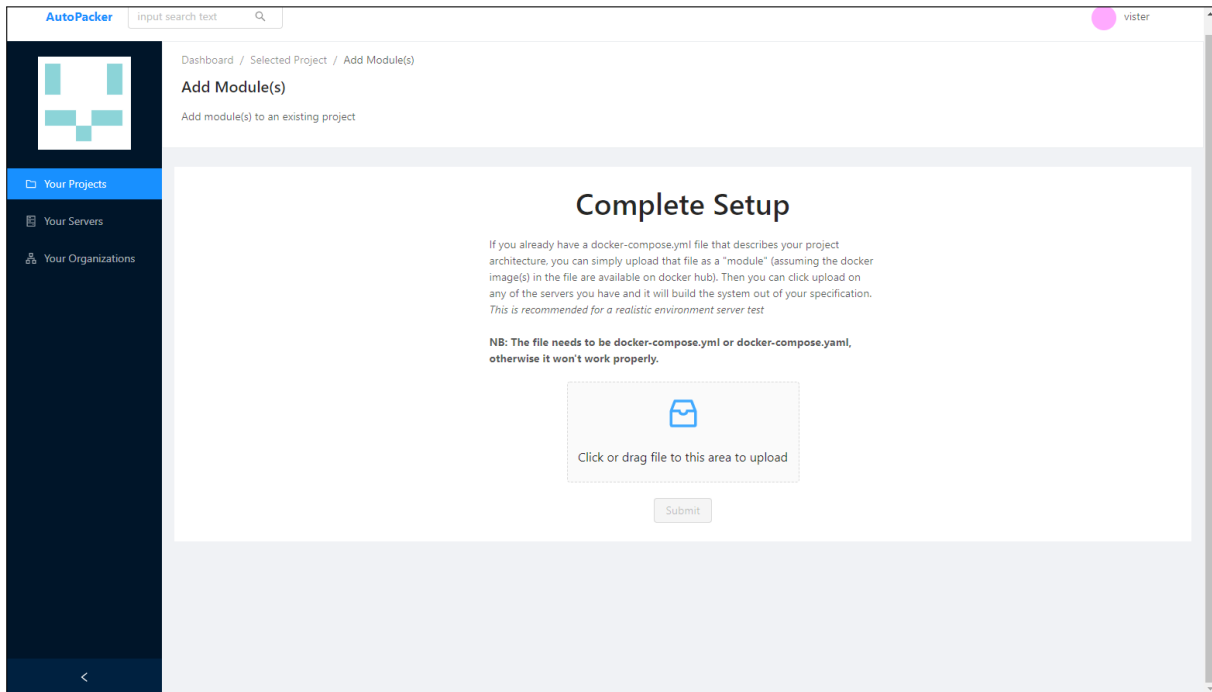 AutoPacker
input search text
vister
Dashboard / Selected Project / Add Module(s)
Add Module(s)
Add module(s) to an existing project
Your Projects
Your Servers
Your Organizations
Complete Setup
If you already have a docker-compose.yml file that describes your project
architecture, you can simply upload that file as a "module" (assuming the docker
image(s) in the file are available on docker hub). Then you can click upload on
any of the servers you have and it will build the system out of your specification.
This is recommended for a realistic environment server test
NB: The file needs to be docker-compose.yml or docker-compose.yaml,
otherwise it won't work properly.
Click or drag file to this area to upload
Submit